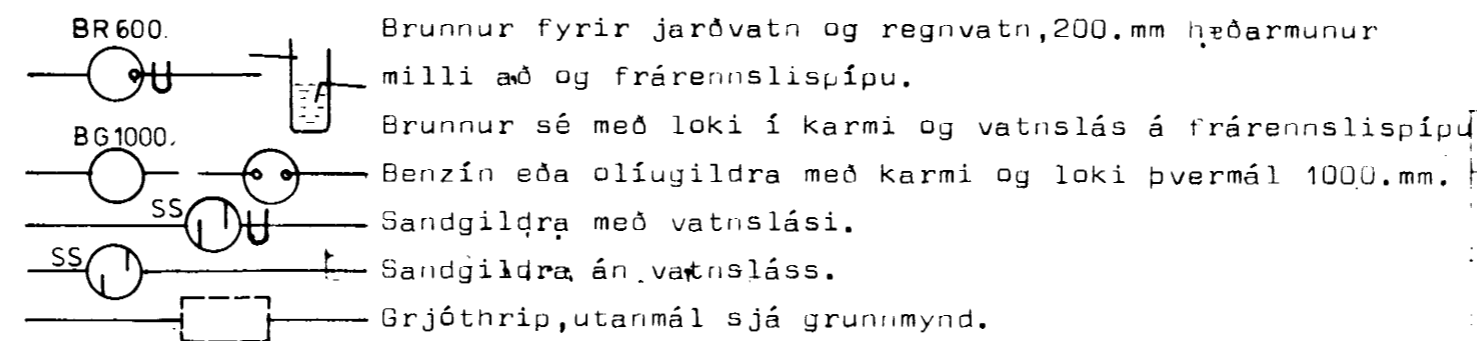 BR 600. Brunnur fyrir jarðvatn og regnvatn,200.mm hæðarmunur
milli að og frárennslispípu.
Brunnur sé með loki í karmi og vatnslás á frárennslispípu
BG1000. Benzín eða olíugildra með karmi og loki þvermál 1000.mm.
SS Sandgildra með vatnslási.
SS Sandgildra án vatnsláss.
Grjóthrip,utanmál sjá grunnmynd.